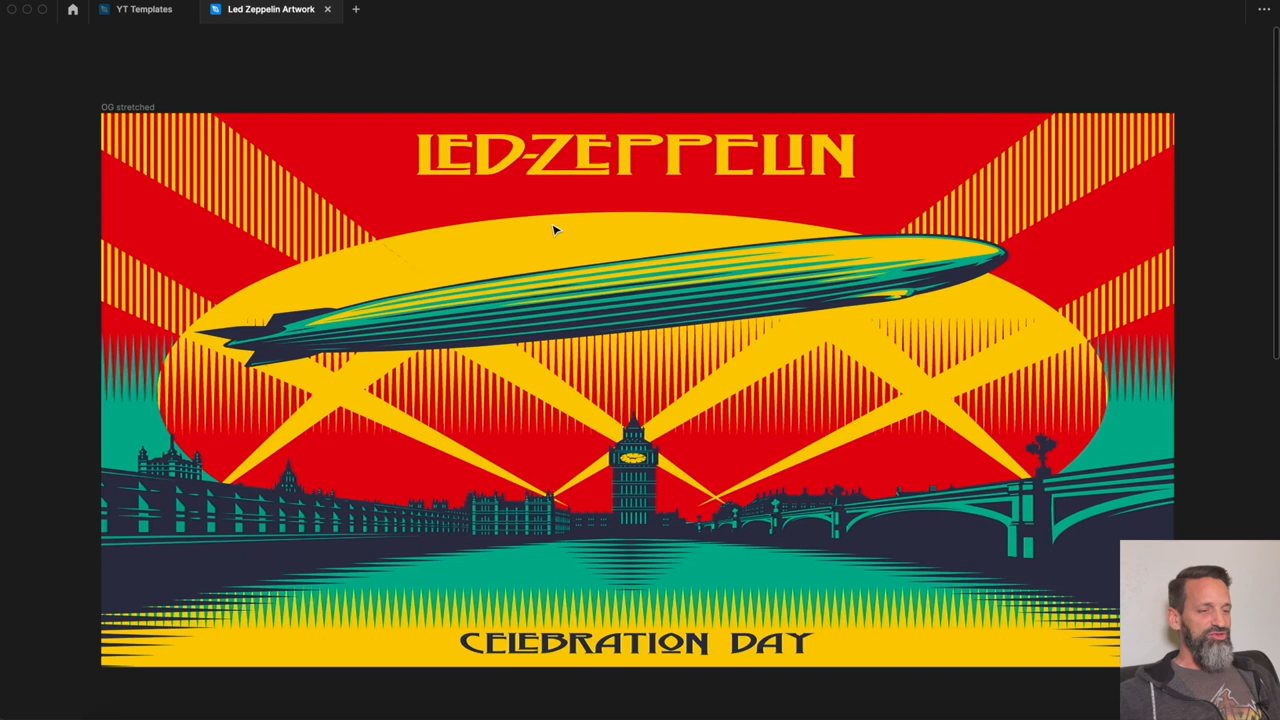 YT Templates
Led Zeppelin Artwork
OG stretched
LED-ZEPPELIN
CELEBRATION DAY